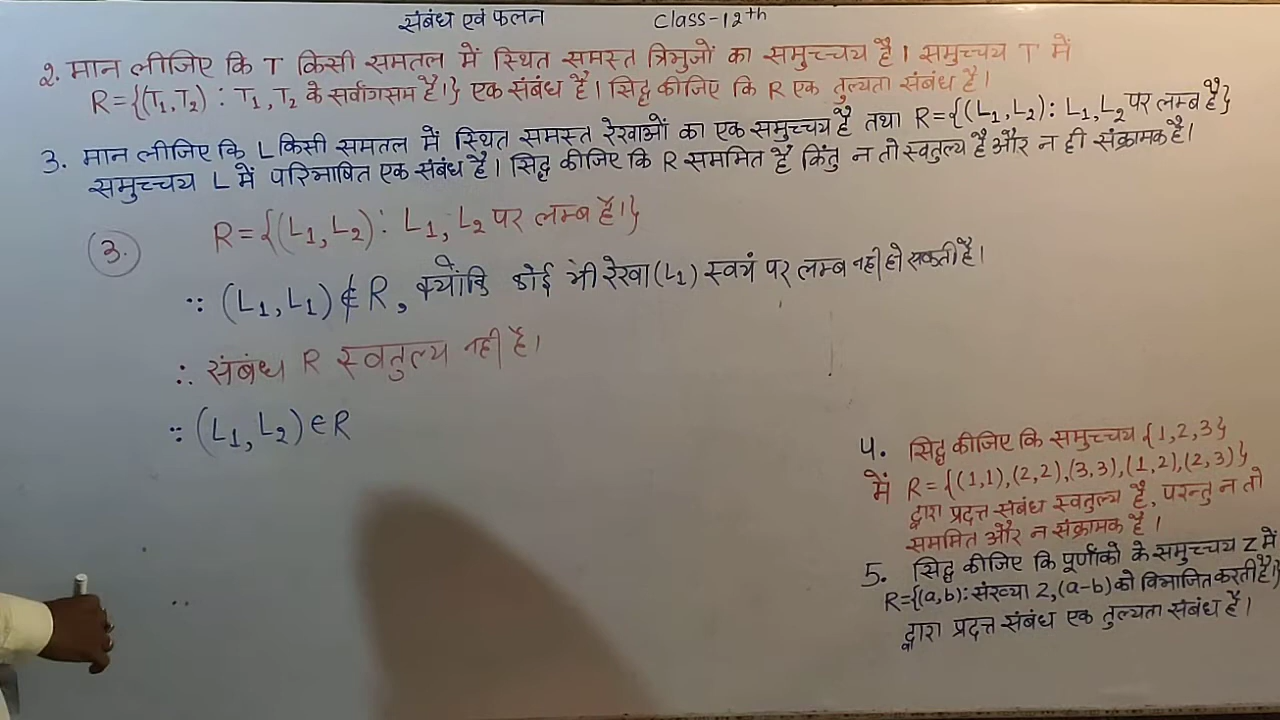 संबंध एवं फलन Class-12th
2. मान लीजिए कि T किसी समतल में स्थित समस्त त्रिभुजों का समुच्चय है। समुच्चय T में
R={(T1,T2) : T1,T2 के सर्वांगसम है।} एक संबंध है। सिद्ध कीजिए कि R एक तुल्यता संबंध है।
3. मान लीजिए कि L किसी समतल में स्थित समस्त रेखाओं का एक समुच्चय है तथा R={(L1,L2): L1,L2 पर लम्ब है}
समुच्चय L में परिभाषित एक संबंध है। सिद्ध कीजिए कि R सममित है किंतु न तो स्वतुल्य है और न ही संक्रामक है।
3. R={(L1,L2): L1, L2 पर लम्ब है।}
∵ (L1,L1)∉R, क्योंकि कोई भी रेखा(L1) स्वयं पर लम्ब नही हो सकती है।
∴ संबंध R स्वतुल्य नही है।
∵ (L1,L2)∈R
4. सिद्ध कीजिए कि समुच्चय {1,2,3}
में R={(1,1),(2,2),(3,3),(1,2),(2,3)}
द्वारा प्रदत्त संबंध स्वतुल्य है, परन्तु न तो
सममित और न संक्रामक है।
5. सिद्ध कीजिए कि पूर्णांको के समुच्चय Z में
R={(a,b): संख्या 2,(a-b) को विभाजित करती है}
द्वारा प्रदत्त संबंध एक तुल्यता संबंध है।